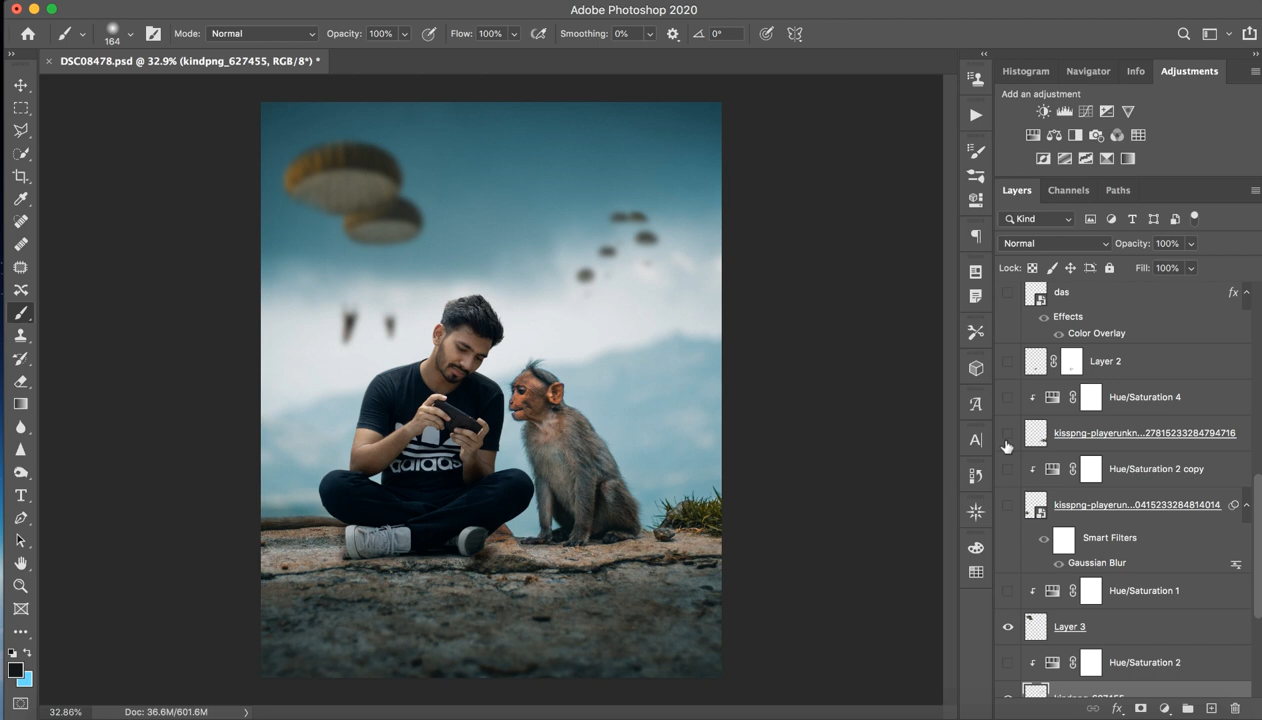 Adobe Photoshop 2020
164 Mode: Normal Opacity: 100% Flow: 100% Smoothing: 0% 0°
× DSC08478.psd @ 32.9% (kindpng_627455, RGB/8*) *
Histogram Navigator Info Adjustments
Add an adjustment
Layers Channels Paths
Kind
Normal Opacity: 100%
Lock: Fill: 100%
das fx
Effects
Color Overlay
Layer 2
Hue/Saturation 4
kisspng-playerunkn...27815233284794716
Hue/Saturation 2 copy
kisspng-playerun...0415233284814014
Smart Filters
Gaussian Blur
Hue/Saturation 1
Layer 3
Hue/Saturation 2
adidas
32.86% Doc: 36.6M/601.6M
fx